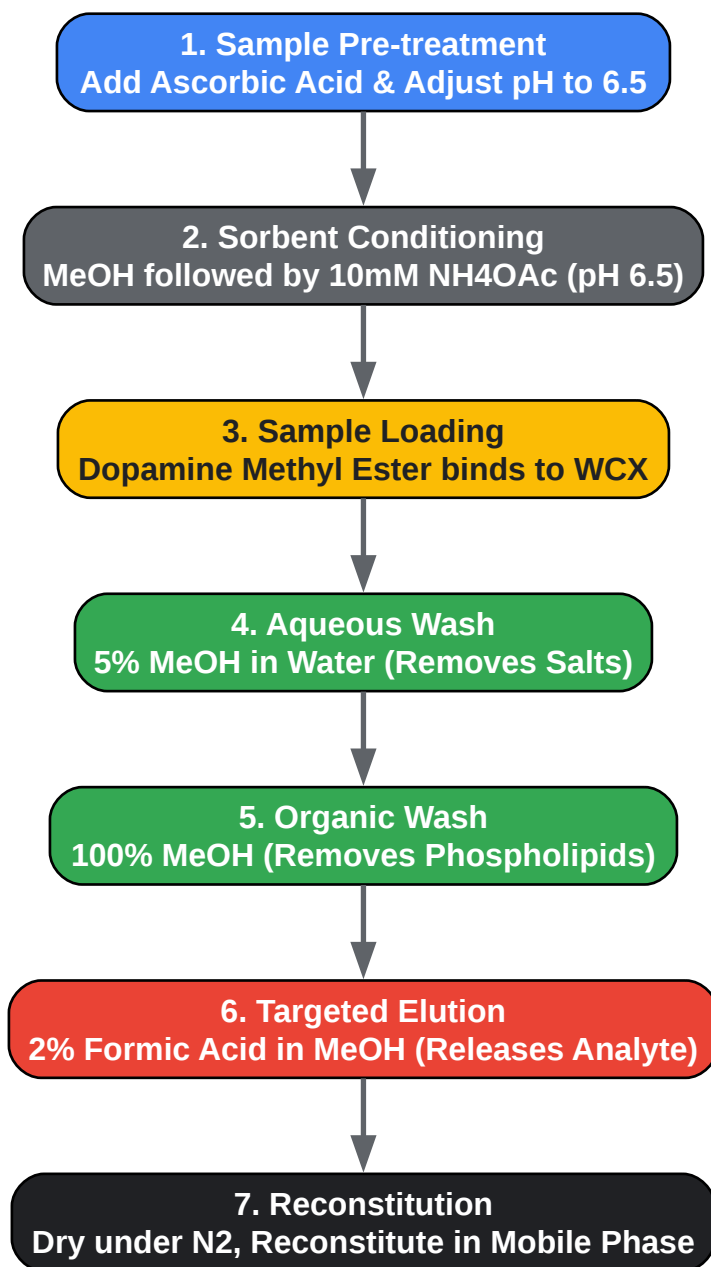 1. Sample Pre-treatment
Add Ascorbic Acid & Adjust pH to 6.5
2. Sorbent Conditioning
MeOH followed by 10mM NH4OAc (pH 6.5)
3. Sample Loading
Dopamine Methyl Ester binds to WCX
4. Aqueous Wash
5% MeOH in Water (Removes Salts)
5. Organic Wash
100% MeOH (Removes Phospholipids)
6. Targeted Elution
2% Formic Acid in MeOH (Releases Analyte)
7. Reconstitution
Dry under N2, Reconstitute in Mobile Phase